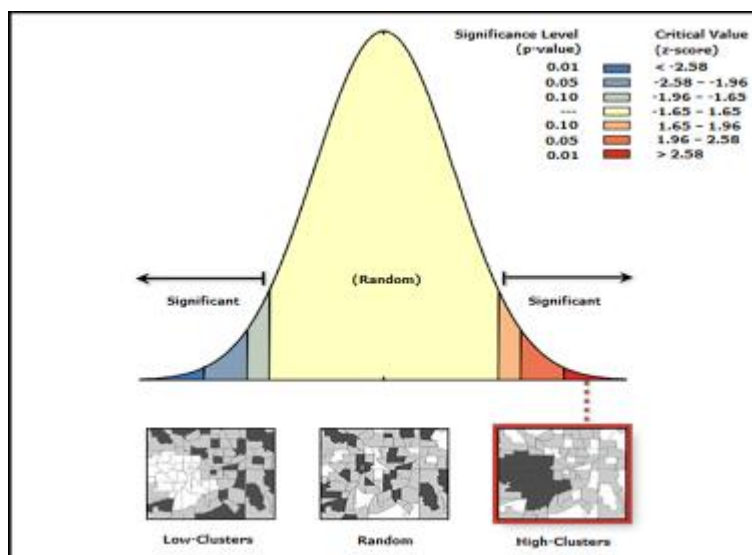 Significance Level
(p-value)
Critical Value
(z-score)
0.01 < -2.58
0.05 -2.58 – -1.96
0.10 -1.96 – -1.65
--- -1.65 – 1.65
0.10 1.65 – 1.96
0.05 1.96 – 2.58
0.01 > 2.58
(Random)
Significant
Significant
Low-Clusters
Random
High-Clusters